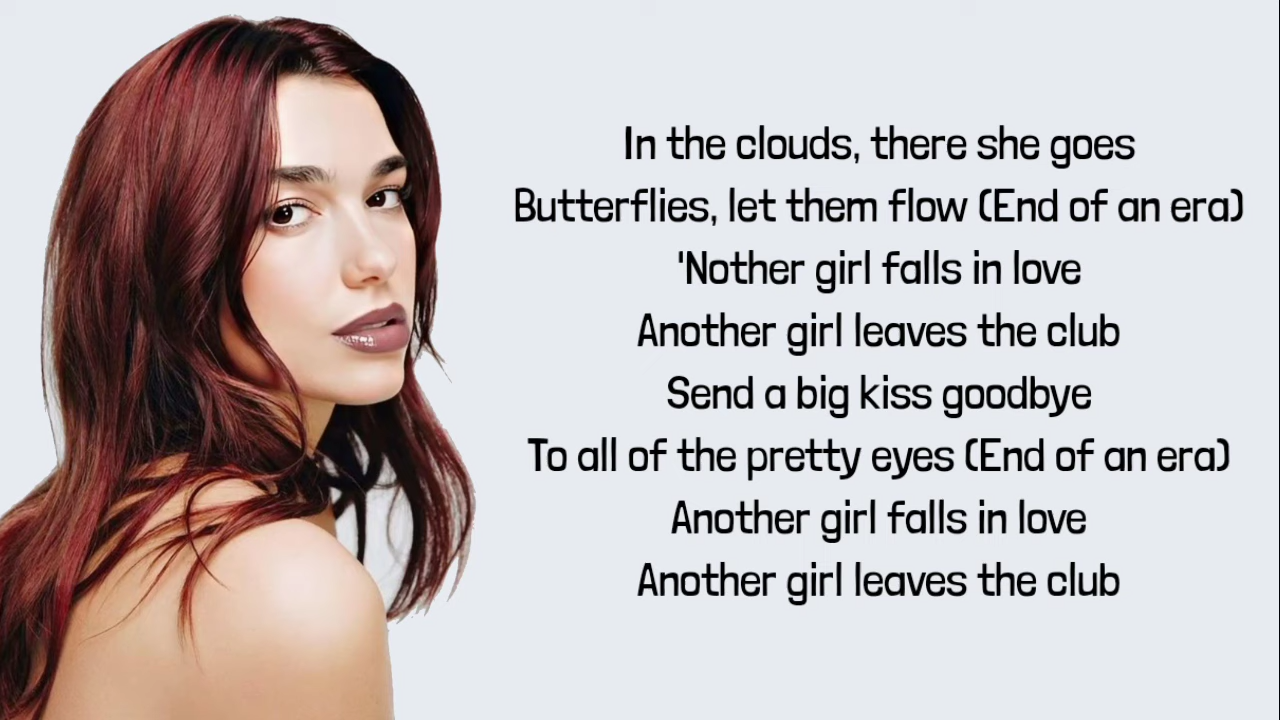 In the clouds, there she goes
Butterflies, let them flow (End of an era)
'Nother girl falls in love
Another girl leaves the club
Send a big kiss goodbye
To all of the pretty eyes (End of an era)
Another girl falls in love
Another girl leaves the club